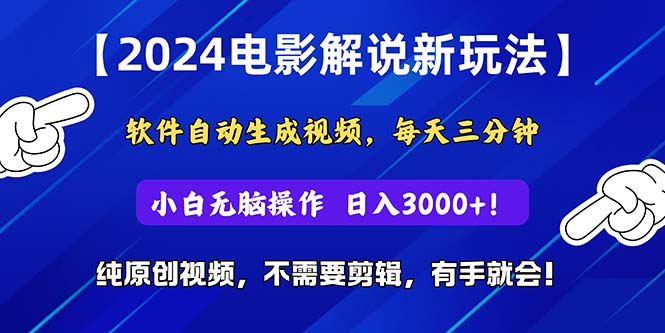 【2024电影解说新玩法】
软件自动生成视频，每天三分钟
小白无脑操作 日入3000+！
纯原创视频，不需要剪辑，有手就会！